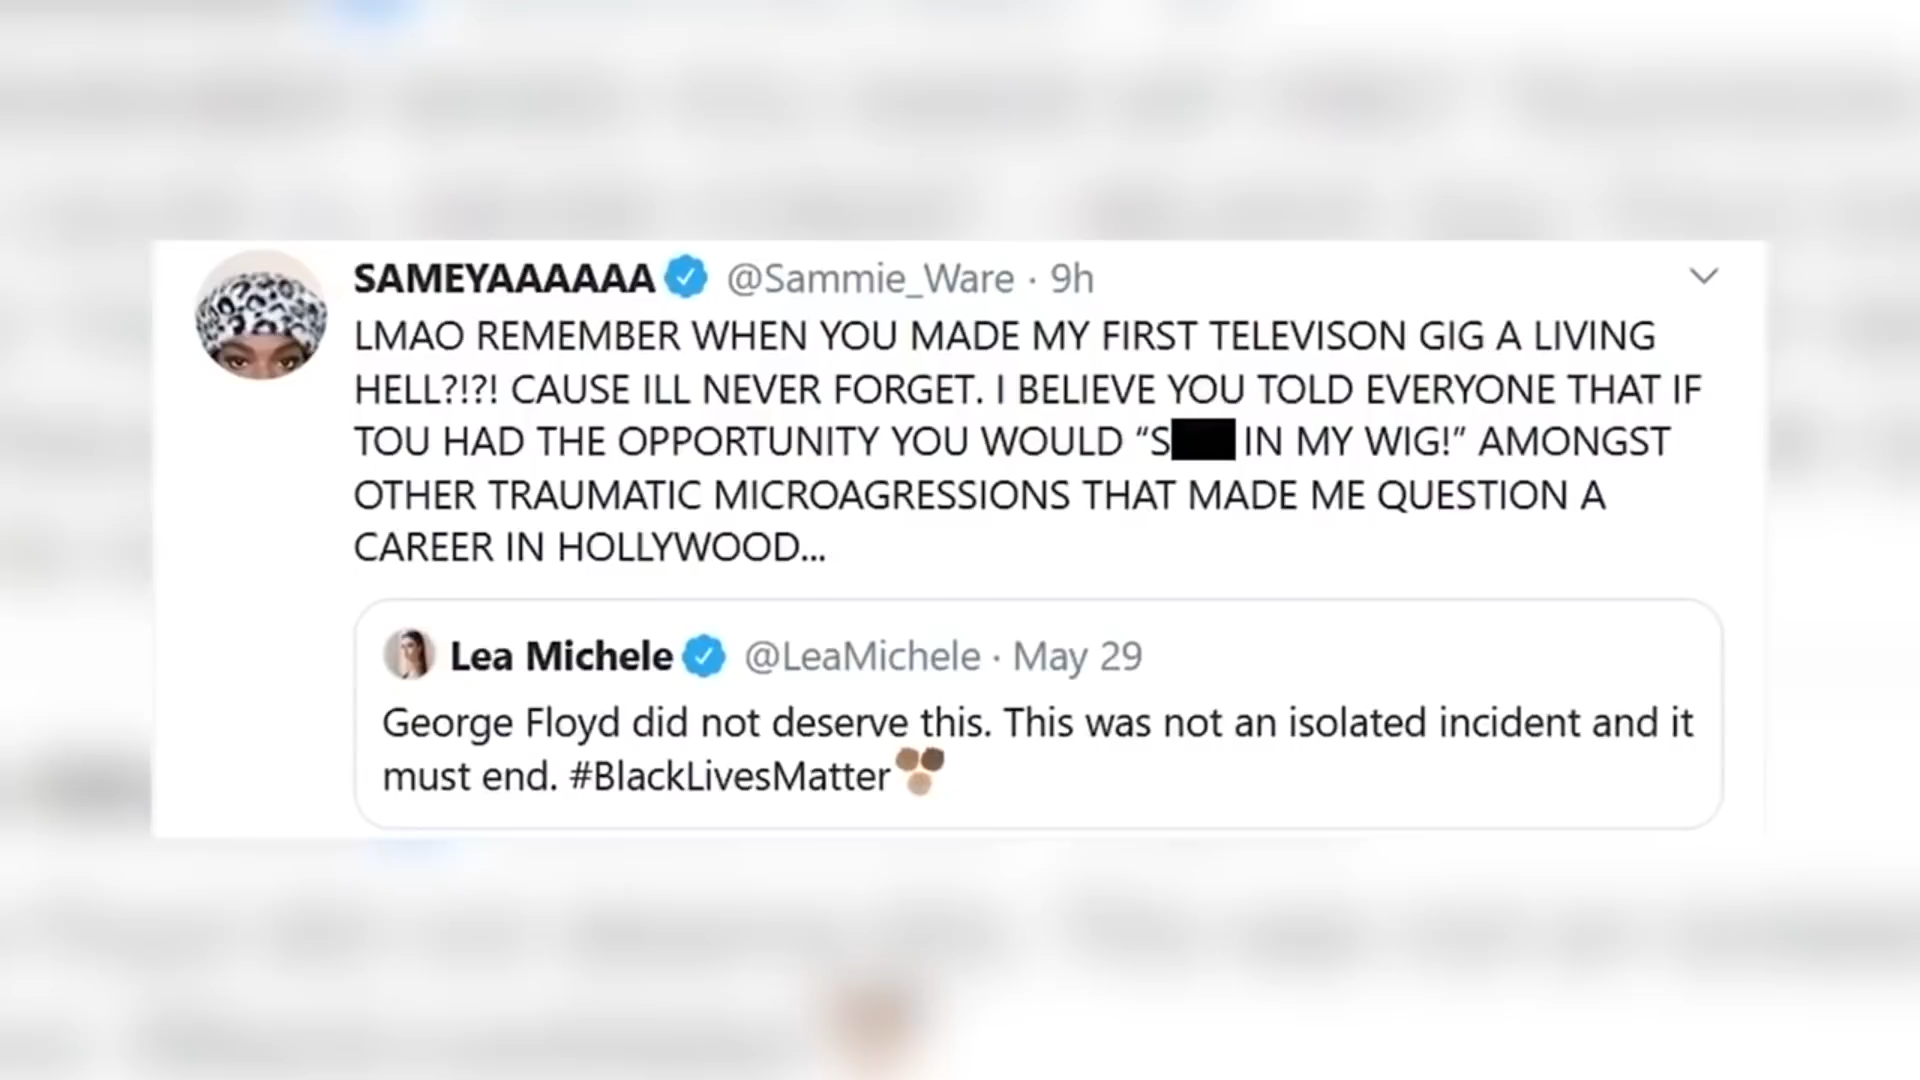 SAMEYAAAAAA @Sammie_Ware · 9h
LMAO REMEMBER WHEN YOU MADE MY FIRST TELEVISON GIG A LIVING
HELL?!?! CAUSE ILL NEVER FORGET. I BELIEVE YOU TOLD EVERYONE THAT IF
TOU HAD THE OPPORTUNITY YOU WOULD “S IN MY WIG!” AMONGST
OTHER TRAUMATIC MICROAGRESSIONS THAT MADE ME QUESTION A
CAREER IN HOLLYWOOD...
Lea Michele @LeaMichele · May 29
George Floyd did not deserve this. This was not an isolated incident and it
must end. #BlackLivesMatter